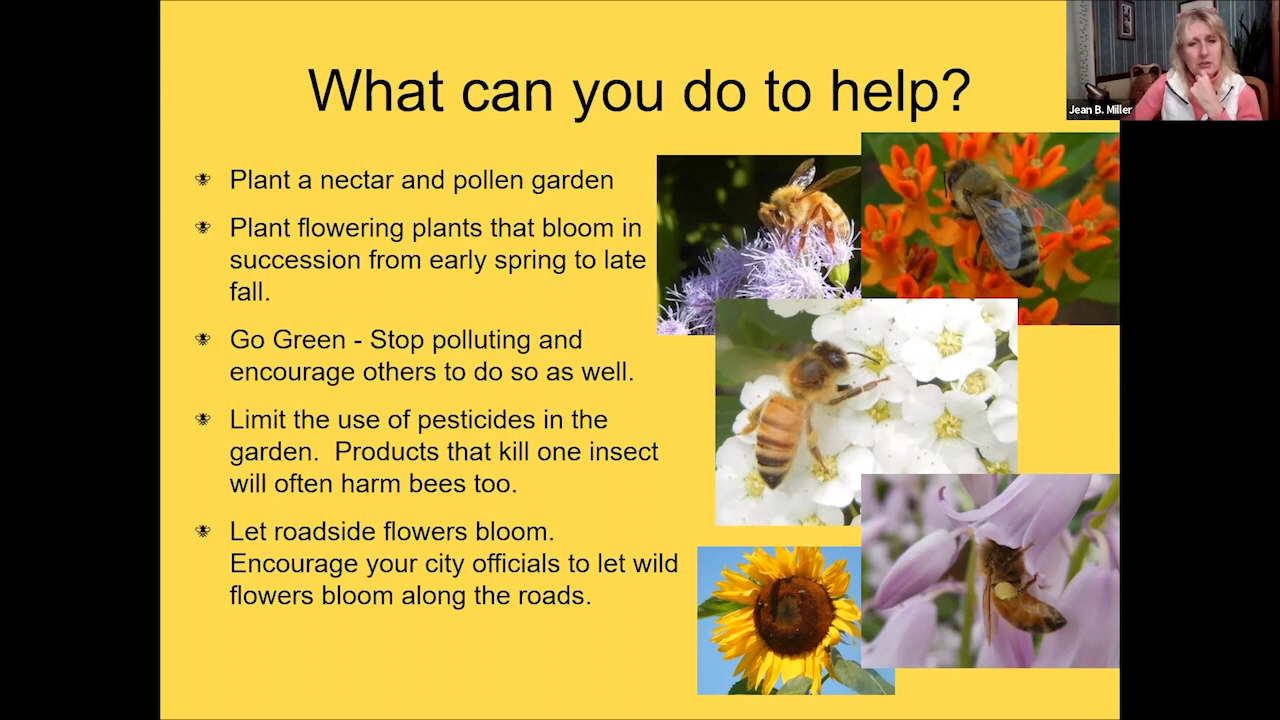 What can you do to help?
Jean B. Miller
Plant a nectar and pollen garden
Plant flowering plants that bloom in
succession from early spring to late
fall.
Go Green - Stop polluting and
encourage others to do so as well.
Limit the use of pesticides in the
garden.  Products that kill one insect
will often harm bees too.
Let roadside flowers bloom.
Encourage your city officials to let wild
flowers bloom along the roads.